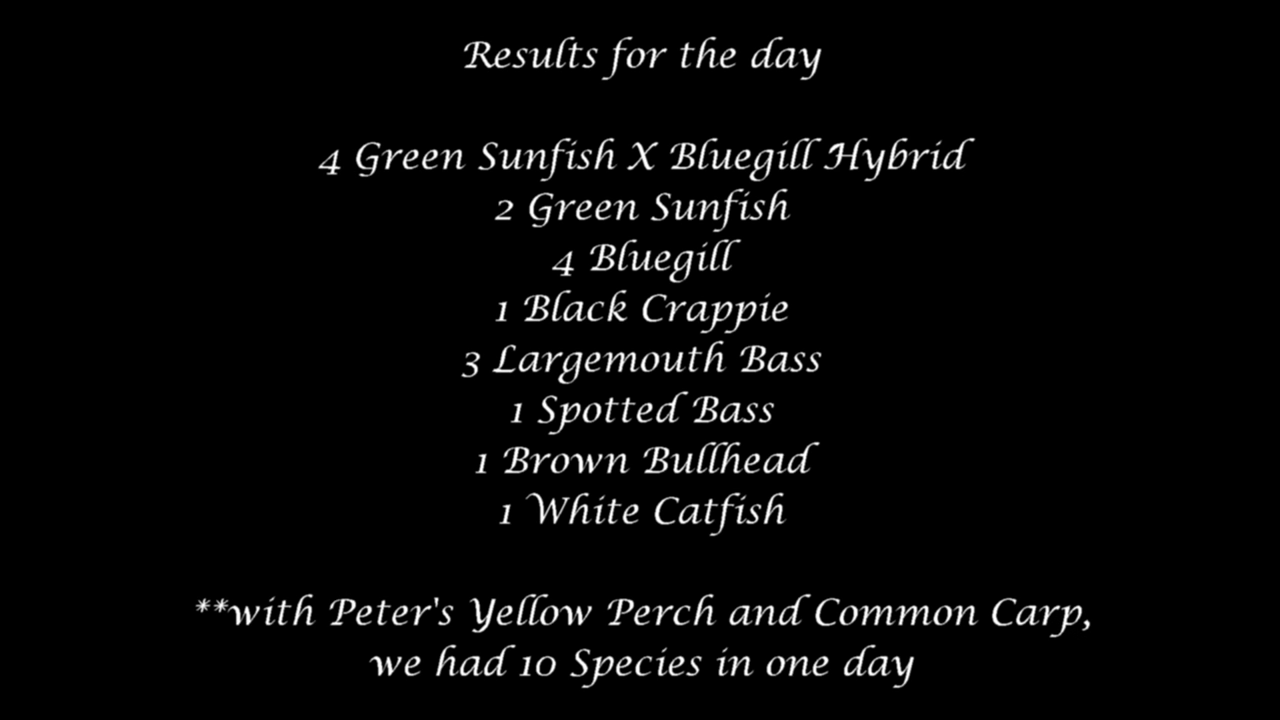 Results for the day
4 Green Sunfish X Bluegill Hybrid
2 Green Sunfish
4 Bluegill
1 Black Crappie
3 Largemouth Bass
1 Spotted Bass
1 Brown Bullhead
1 White Catfish
**with Peter's Yellow Perch and Common Carp,
we had 10 Species in one day